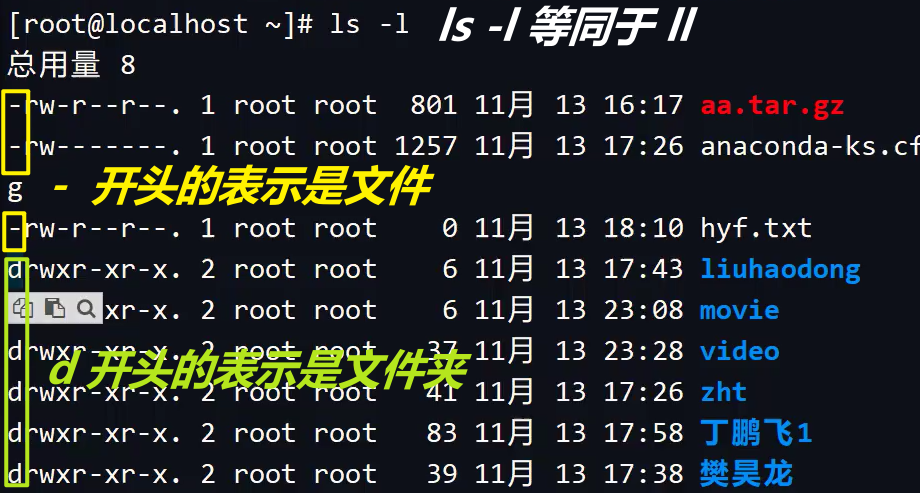 [root@localhost ~]# ls -l ls -l 等同于 ll
总用量 8
-rw-r--r--. 1 root root 801 11月 13 16:17 aa.tar.gz
-rw-------. 1 root root 1257 11月 13 17:26 anaconda-ks.cf
g - 开头的表示是文件
-rw-r--r--. 1 root root 0 11月 13 18:10 hyf.txt
drwxr-xr-x. 2 root root 6 11月 13 17:43 liuhaodong
xr-x. 2 root root 6 11月 13 23:08 movie
drwxr-xr-x. 2 root root 37 11月 13 23:28 video
d 开头的表示是文件夹
drwxr-xr-x. 2 root root 41 11月 13 17:26 zht
drwxr-xr-x. 2 root root 83 11月 13 17:58 丁鹏飞1
drwxr-xr-x. 2 root root 39 11月 13 17:38 樊昊龙